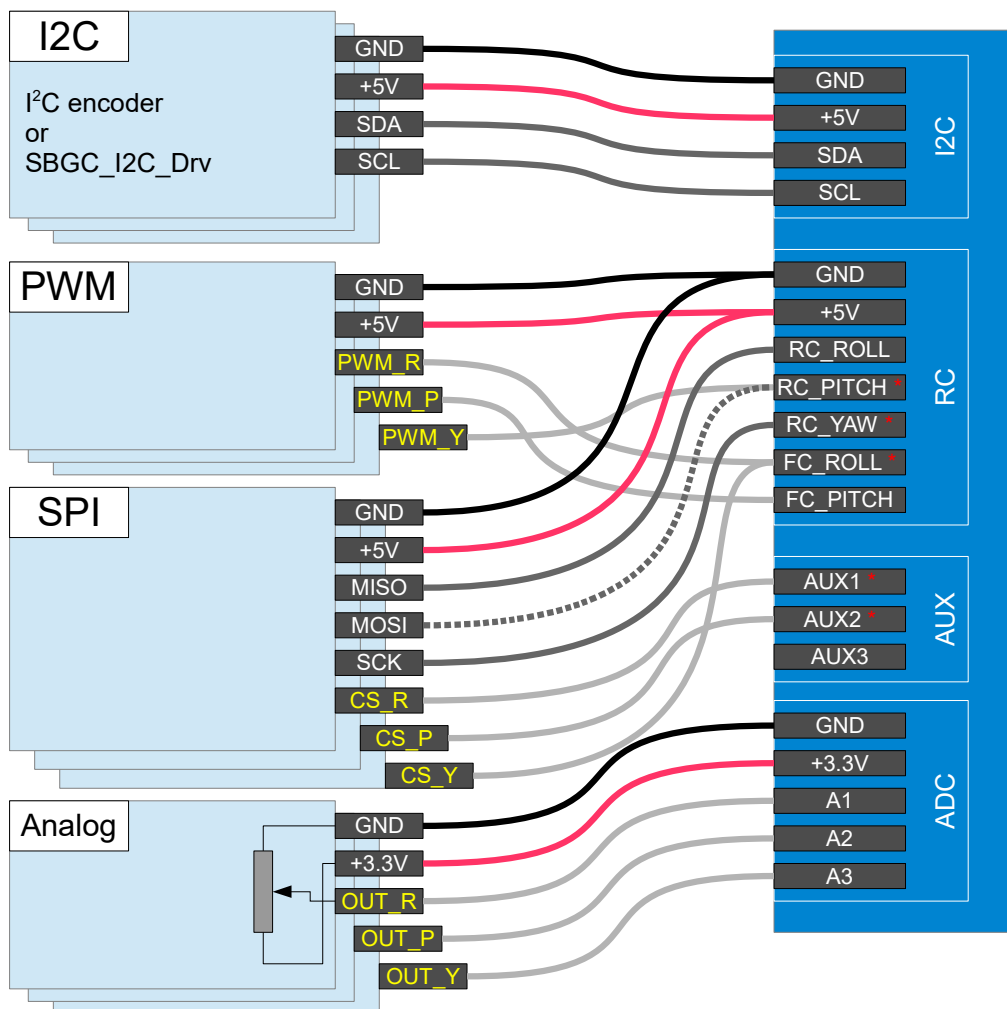 I2C
I²C encoder
or
SBGC_I2C_Drv
GND
+5V
SDA
SCL
PWM
GND
+5V
PWM_R
PWM_P
PWM_Y
SPI
GND
+5V
MISO
MOSI
SCK
CS_R
CS_P
CS_Y
Analog
GND
+3.3V
OUT_R
OUT_P
OUT_Y
GND
+5V
SDA
SCL
I2C
GND
+5V
RC_ROLL
RC_PITCH *
RC_YAW *
FC_ROLL *
FC_PITCH
RC
AUX1 *
AUX2 *
AUX3
AUX
GND
+3.3V
A1
A2
A3
ADC